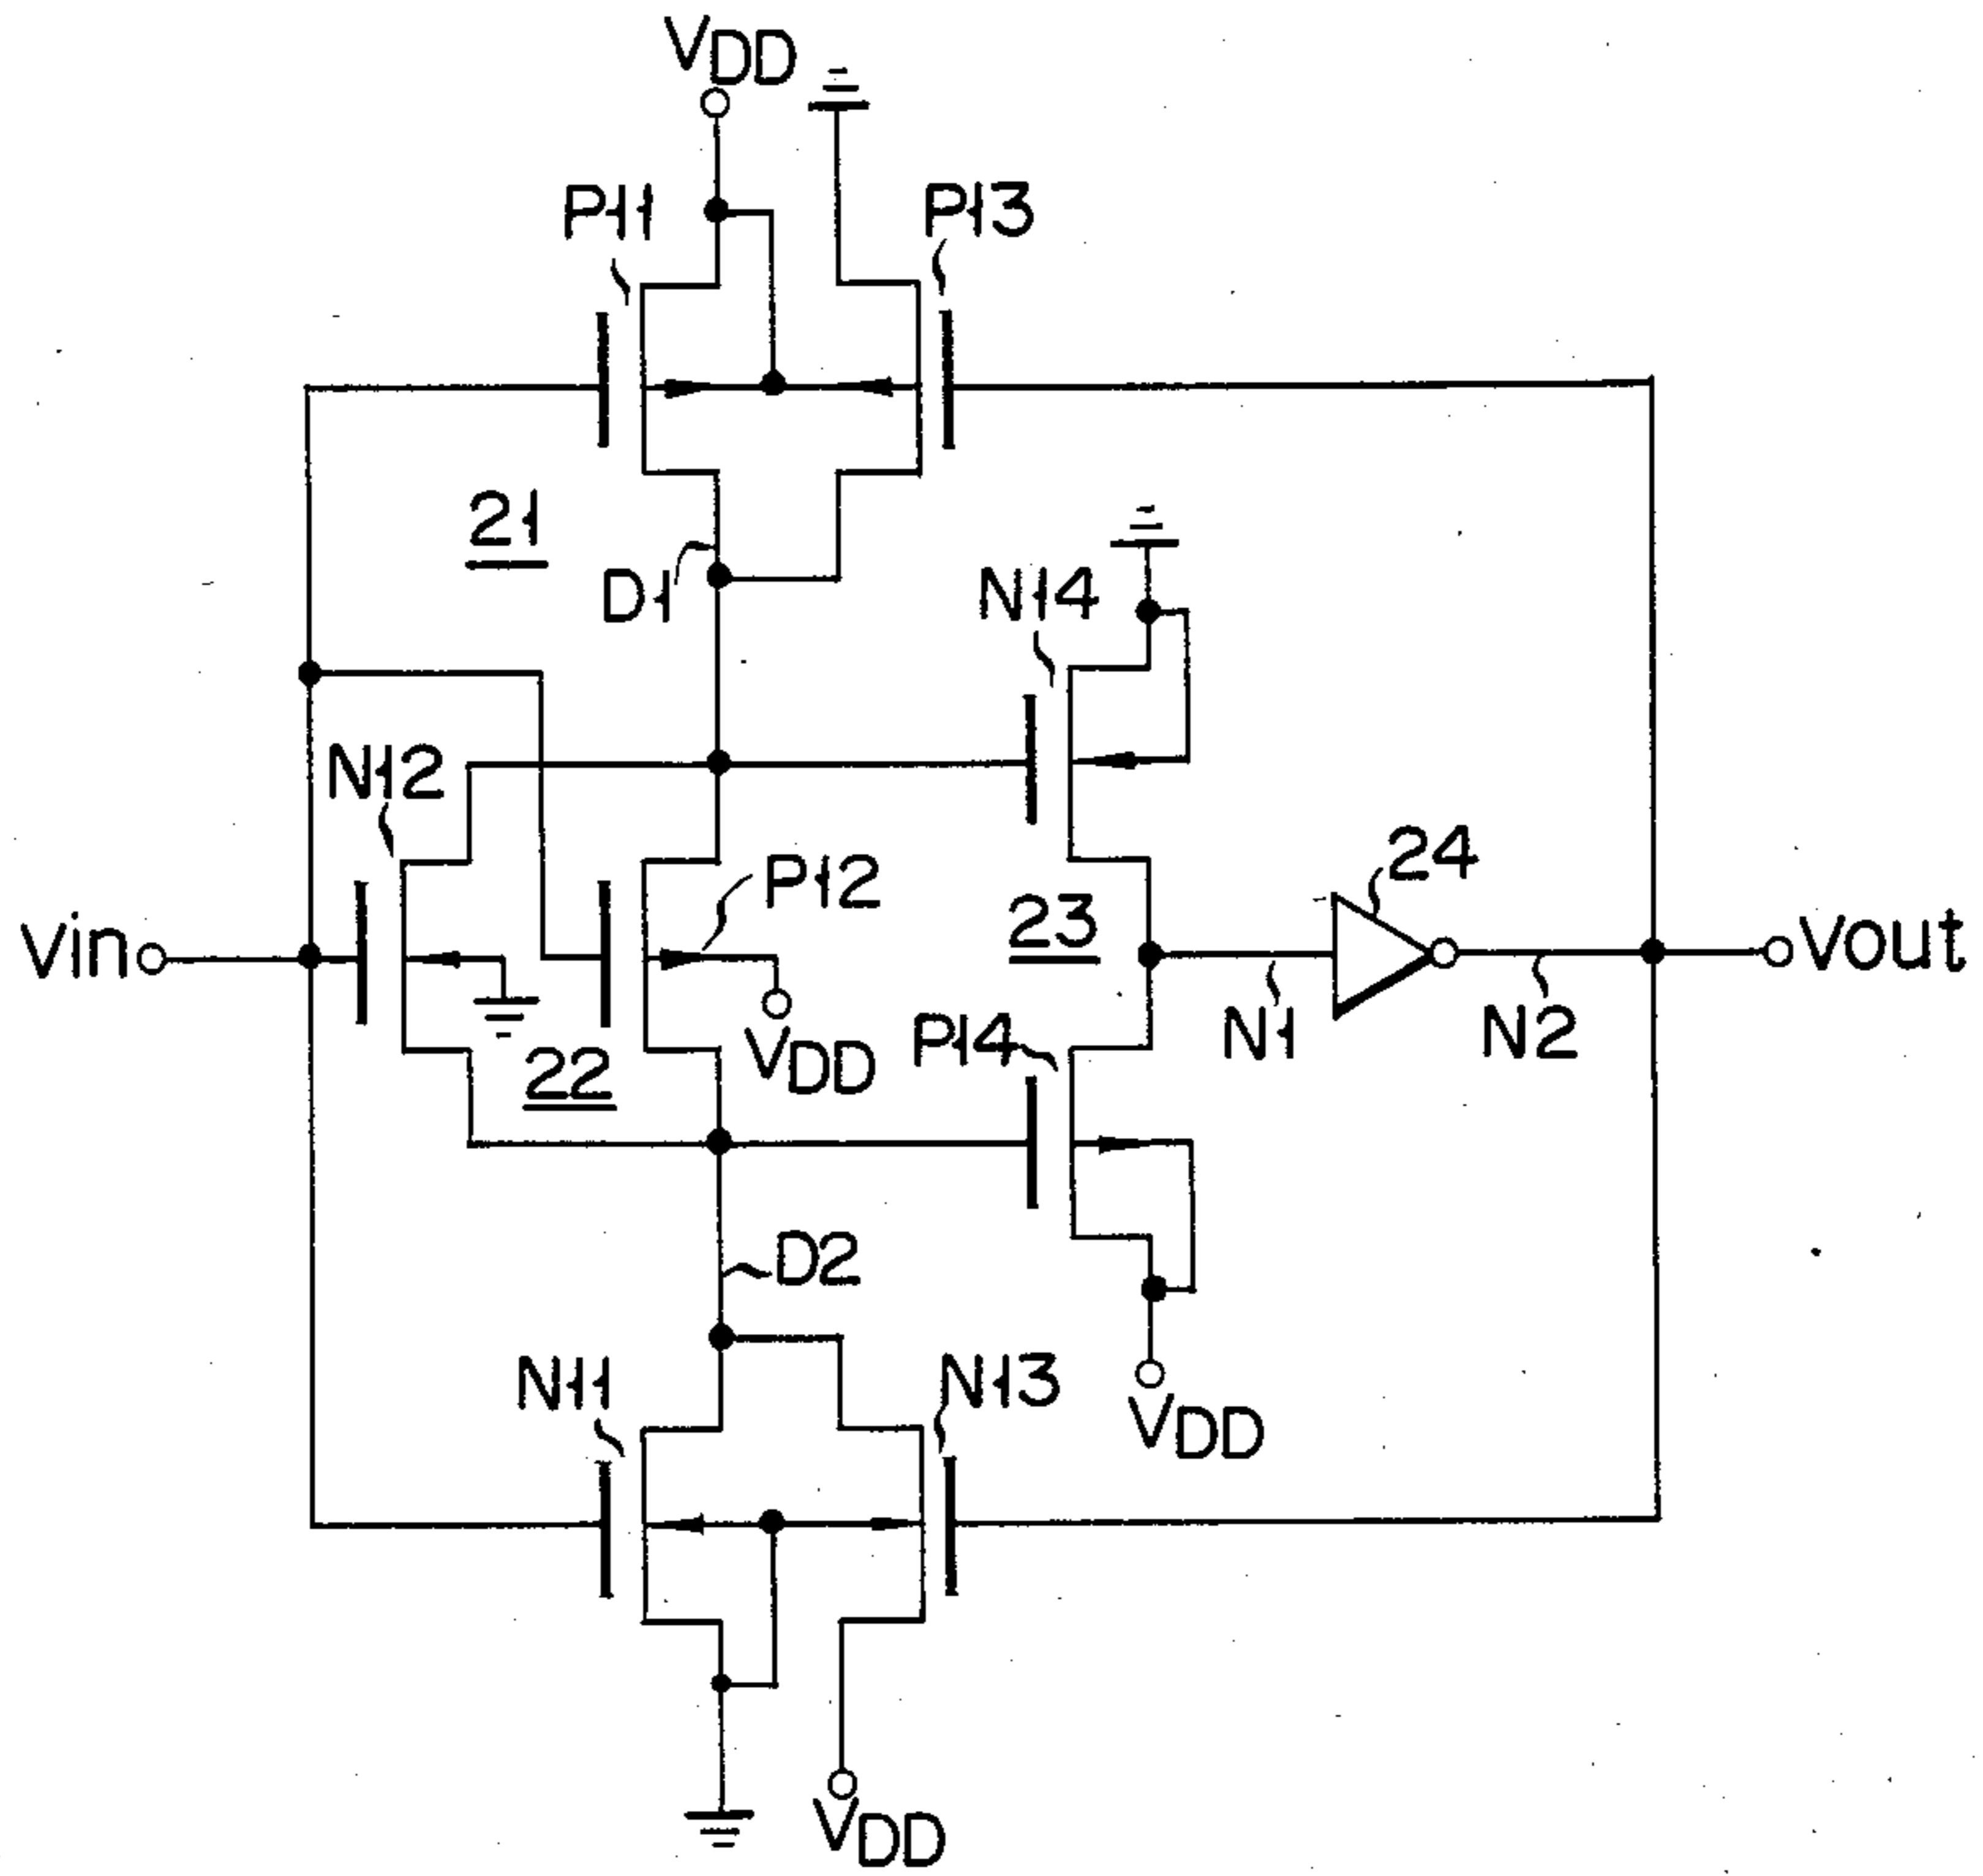 VDD
P11
P13
21
D1
N14
N12
P12
24
Vin
23
Vout
VDD
P14
N1
N2
22
D2
N11
N13
VDD
VDD